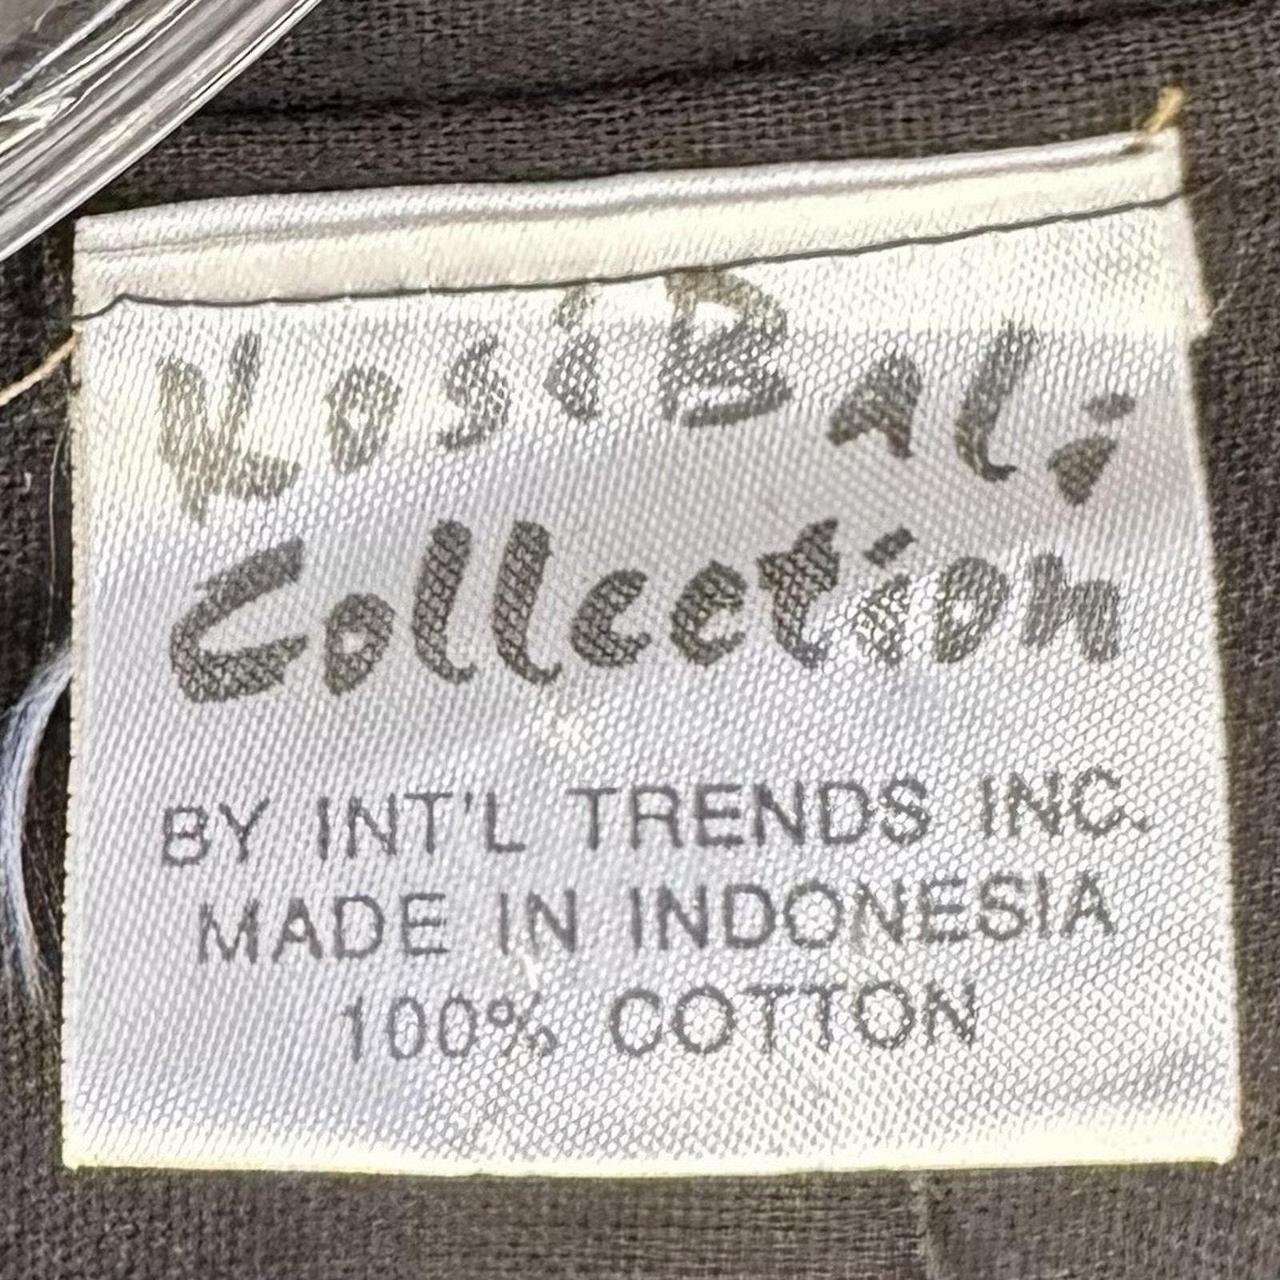 KosiBali
Collection
BY INT'L TRENDS INC.
MADE IN INDONESIA
100% COTTON